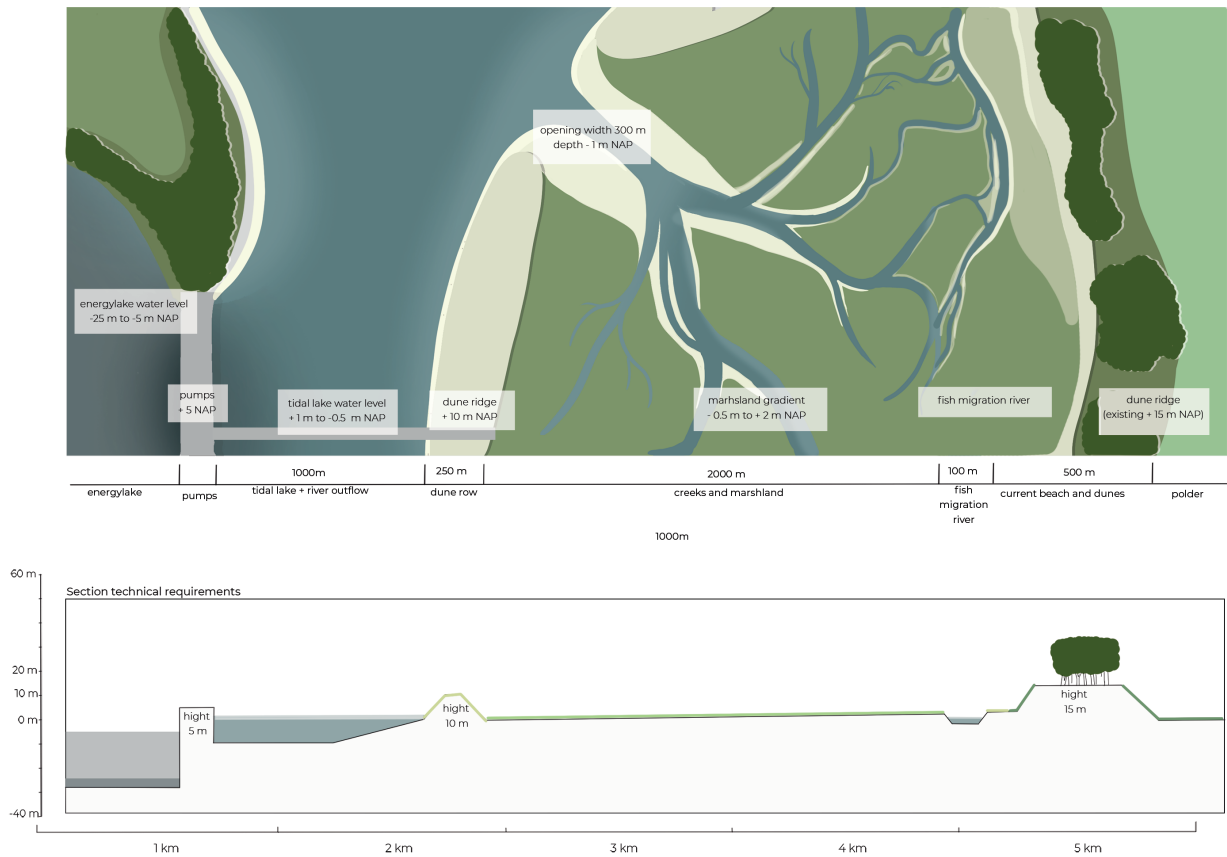 opening width 300 m
depth - 1 m NAP
energylake water level
-25 m to -5 m NAP
pumps
+ 5 NAP
tidal lake water level
+ 1 m to -0.5 m NAP
dune ridge
+ 10 m NAP
marhsland gradient
- 0.5 m to + 2 m NAP
fish migration river
dune ridge
(existing + 15 m NAP)
1000m
250 m
2000 m
100 m
500 m
energylake
pumps
tidal lake + river outflow
dune row
creeks and marshland
fish
migration
river
current beach and dunes
polder
1000m
60 m
Section technical requirements
20 m
10 m
0 m
-40 m
hight
5 m
hight
10 m
hight
15 m
1 km
2 km
3 km
4 km
5 km